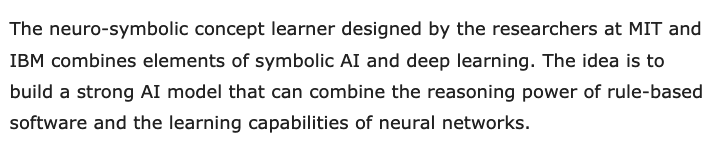 The neuro-symbolic concept learner designed by the researchers at MIT and
IBM combines elements of symbolic AI and deep learning. The idea is to
build a strong AI model that can combine the reasoning power of rule-based
software and the learning capabilities of neural networks.